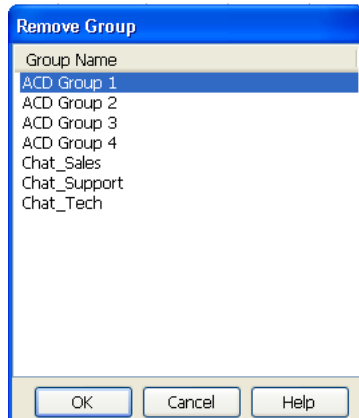 Remove Group
Group Name
ACD Group 1
ACD Group 2
ACD Group 3
ACD Group 4
Chat_Sales
Chat_Support
Chat_Tech
OK Cancel Help